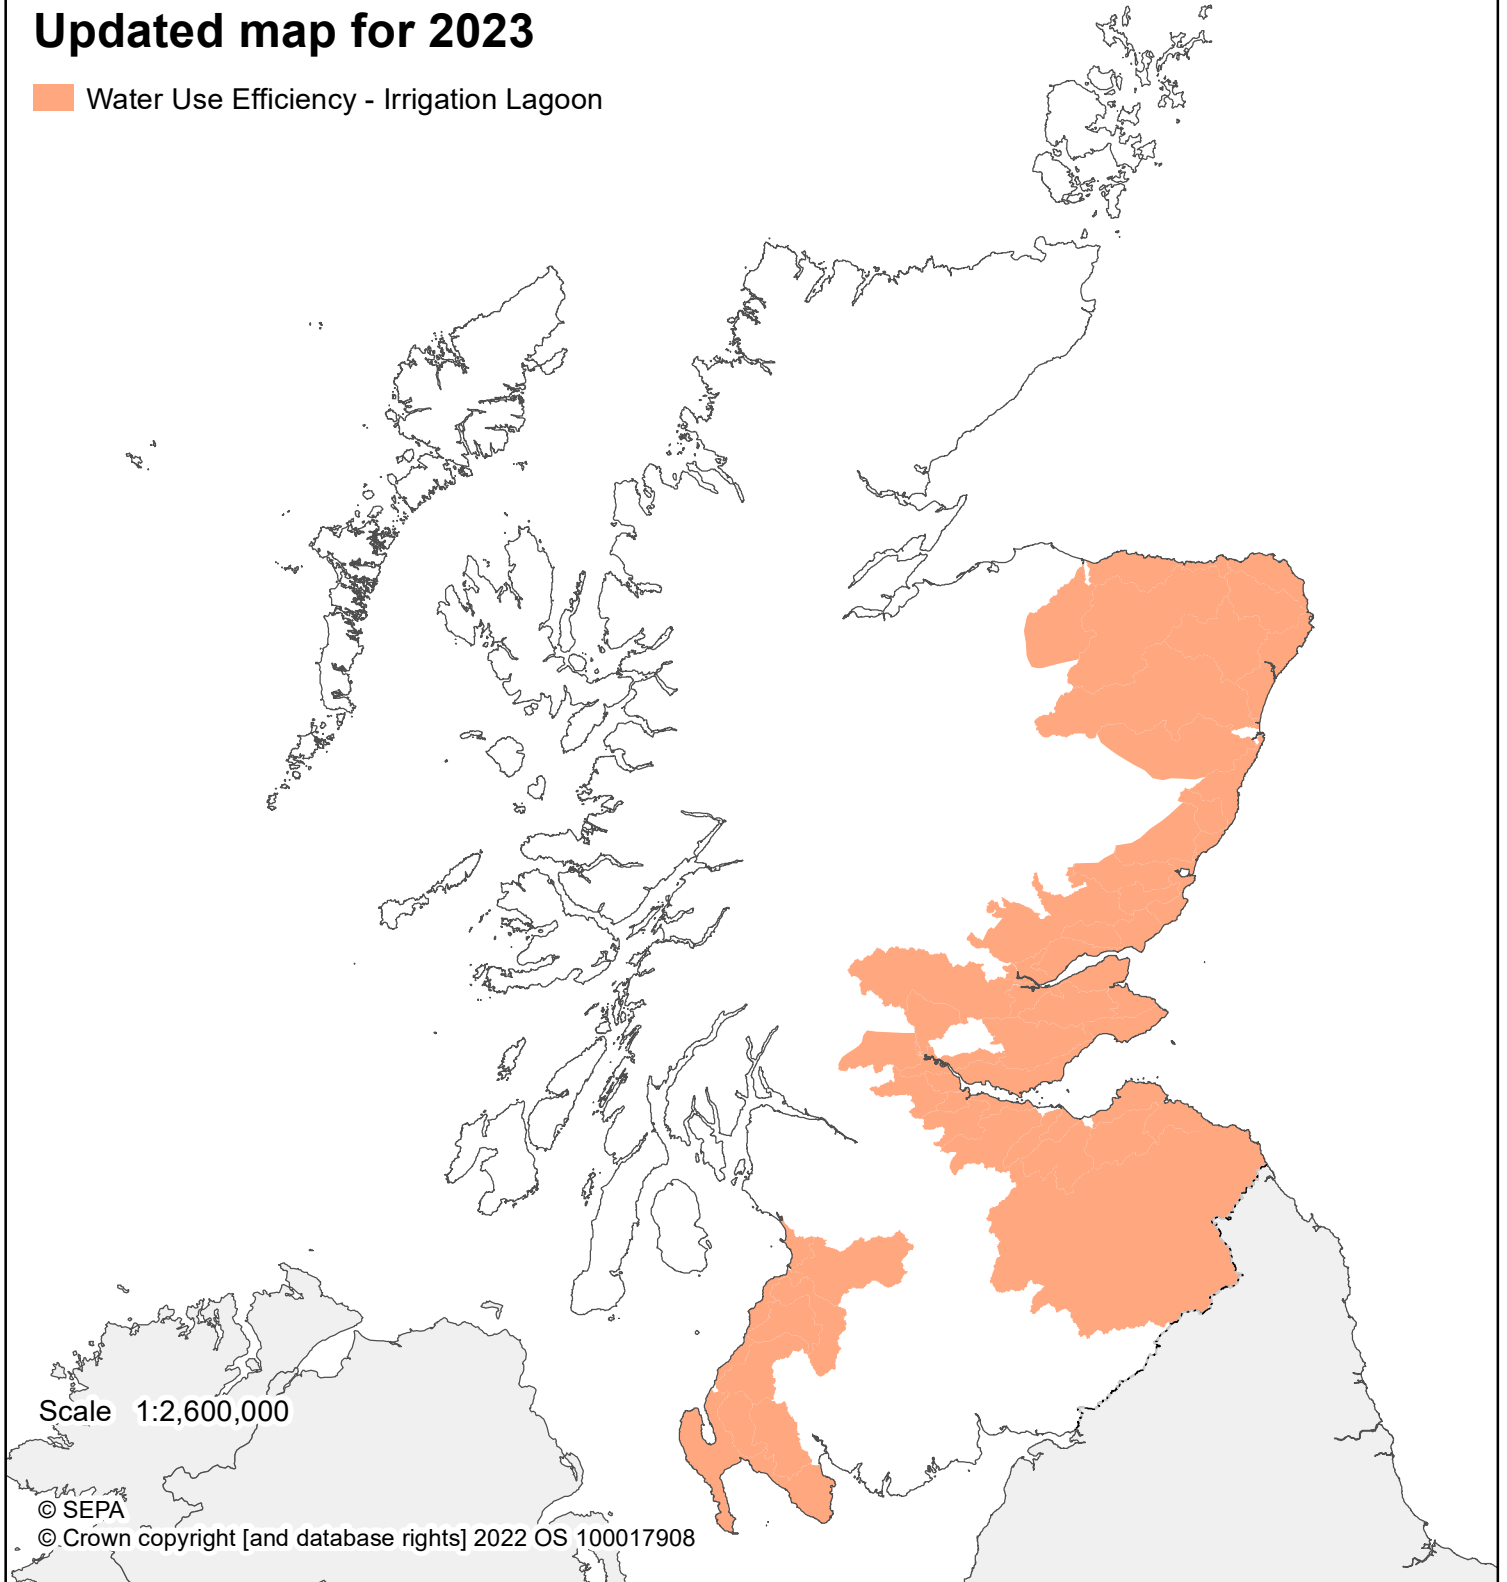 Updated map for 2023
Water Use Efficiency - Irrigation Lagoon
Scale 1:2,600,000
© SEPA
© Crown copyright [and database rights] 2022 OS 100017908